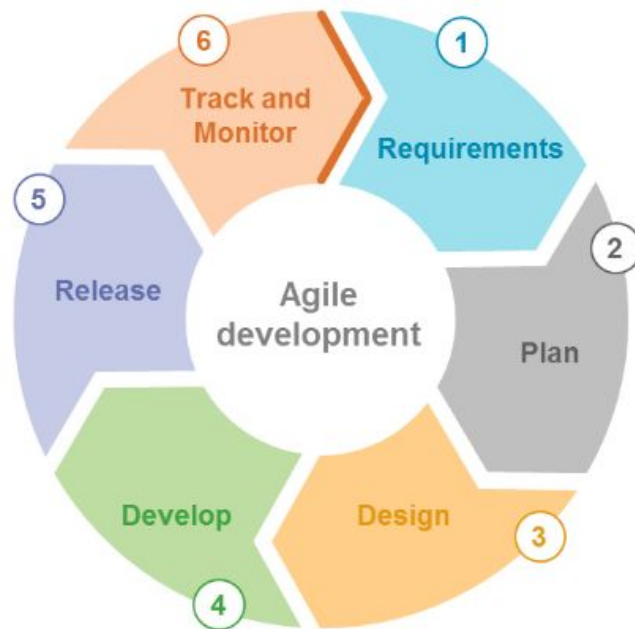 1
Requirements
2
Plan
3
Design
4
Develop
5
Release
6
Track and
Monitor
Agile
development